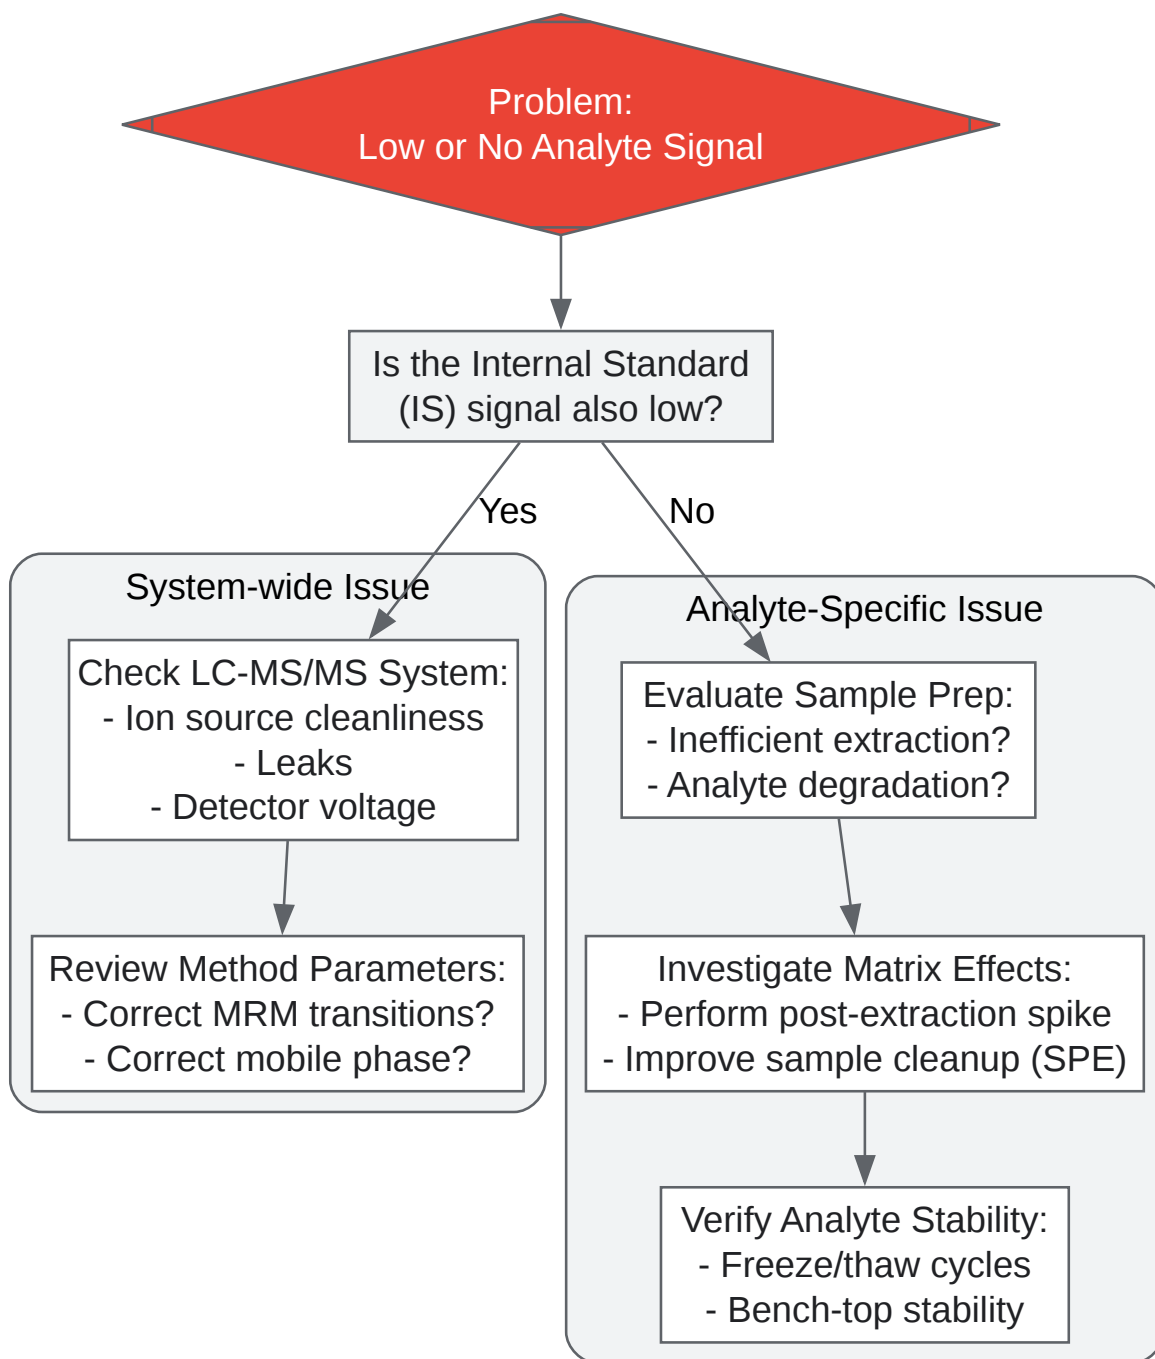 Problem:
Low or No Analyte Signal
Is the Internal Standard
(IS) signal also low?
Yes
No
System-wide Issue
Check LC-MS/MS System:
- Ion source cleanliness
- Leaks
- Detector voltage
Review Method Parameters:
- Correct MRM transitions?
- Correct mobile phase?
Analyte-Specific Issue
Evaluate Sample Prep:
- Inefficient extraction?
- Analyte degradation?
Investigate Matrix Effects:
- Perform post-extraction spike
- Improve sample cleanup (SPE)
Verify Analyte Stability:
- Freeze/thaw cycles
- Bench-top stability